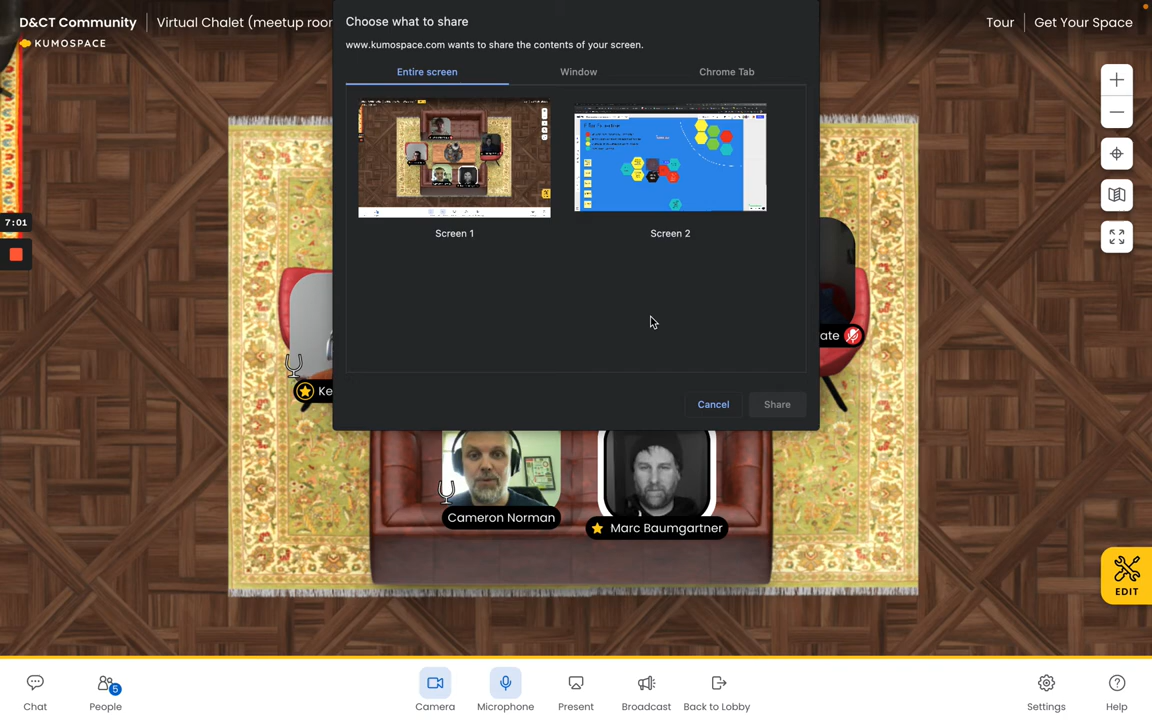 D&CT Community
Virtual Chalet (meetup roor
KUMOSPACE
Tour
Get Your Space
Choose what to share
www.kumospace.com wants to share the contents of your screen.
Entire screen
Window
Chrome Tab
Screen 1
Screen 2
7:01
Cancel
Share
ate
Ke
Cameron Norman
Marc Baumgartner
EDIT
Chat
5
People
Camera
Microphone
Present
Broadcast
Back to Lobby
Settings
Help